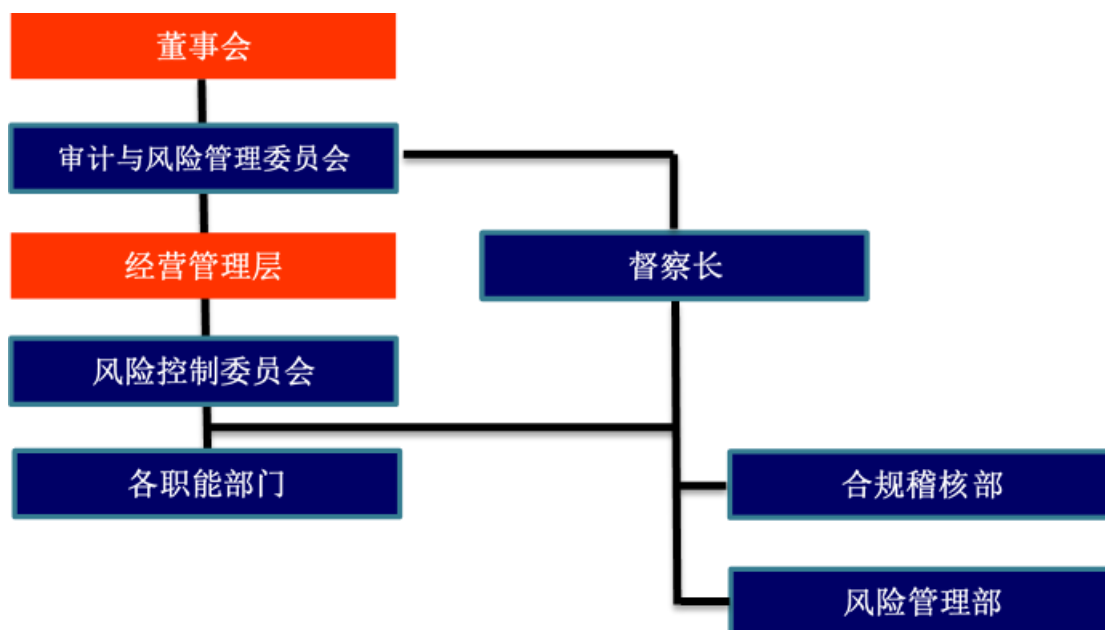 董事会
审计与风险管理委员会
经营管理层
督察长
风险控制委员会
各职能部门
合规稽核部
风险管理部